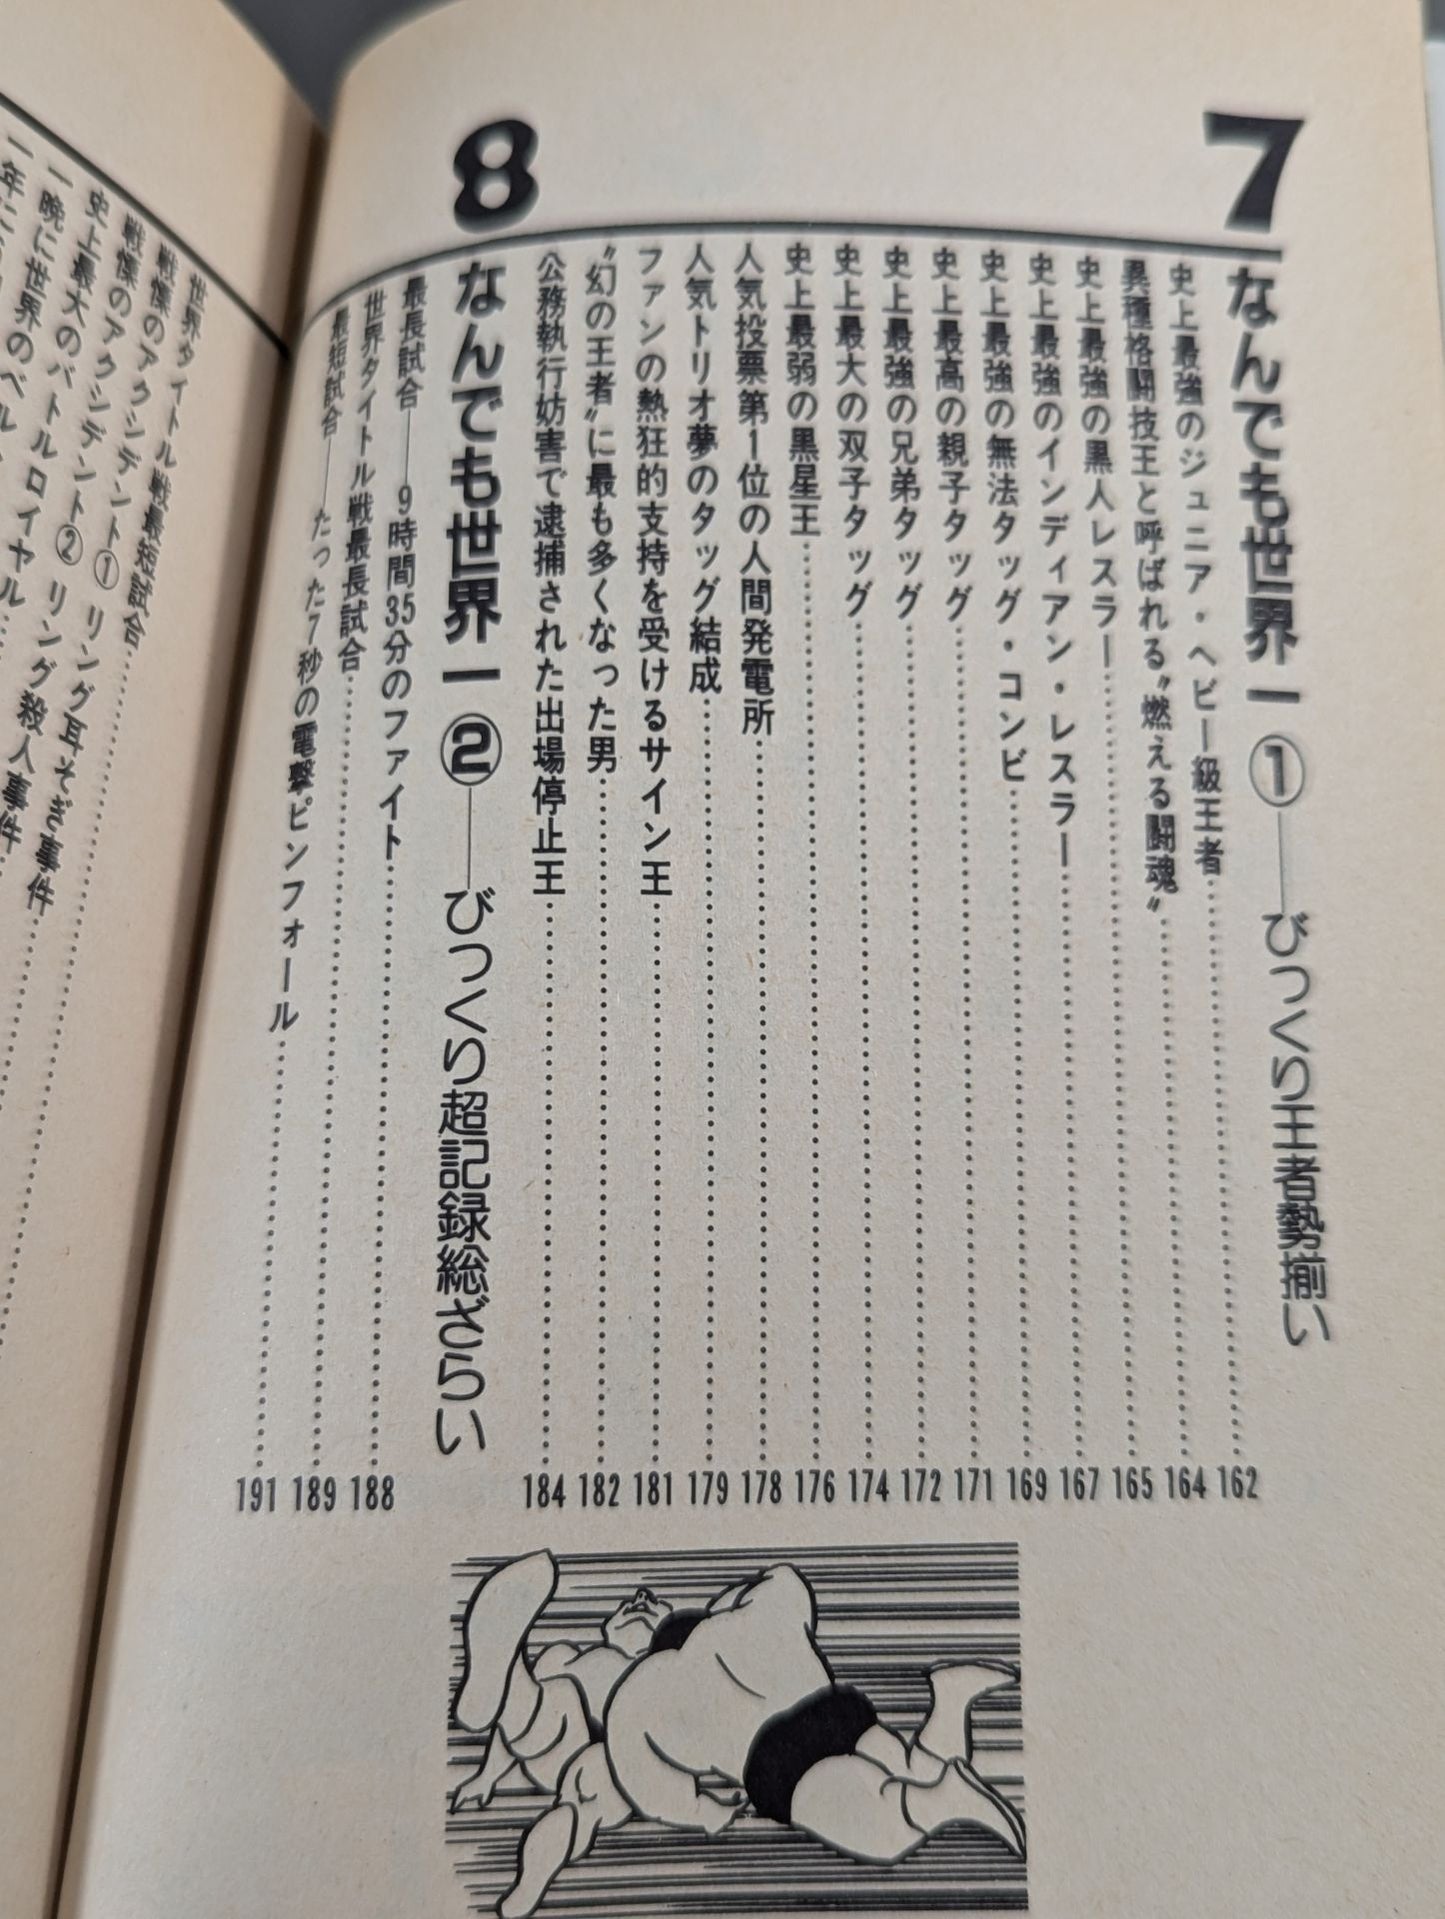 7 なんでも世界一①――びっくり王者勢揃い
史上最強のジュニア・ヘビー級王者……162
異種格闘技王と呼ばれる〝燃える闘魂〟……164
史上最強の黒人レスラー……165
史上最強のインディアン・レスラー……167
史上最強の無法タッグ・コンビ……169
史上最高の親子タッグ……171
史上最強の兄弟タッグ……172
史上最大の双子タッグ……174
史上最弱の黒星王……176
人気投票第1位の人間発電所……178
人気トリオ夢のタッグ結成……179
ファンの熱狂的支持を受けるサイン王……181
〝幻の王者〟に最も多くなった男……182
公務執行妨害で逮捕された出場停止王……184
8 なんでも世界一②――びっくり超記録総ざらい
最長試合――9時間35分のファイト……188
世界タイトル戦最長試合……189
最短試合――たった7秒の電撃ピンフォール……191
世界タイトル戦最短試合……
戦慄のアクシデント① リング耳そぎ事件……
戦慄のアクシデント② リング殺人事件……
史上最大のバトルロイヤル……
一晩に世界のベル
一年に